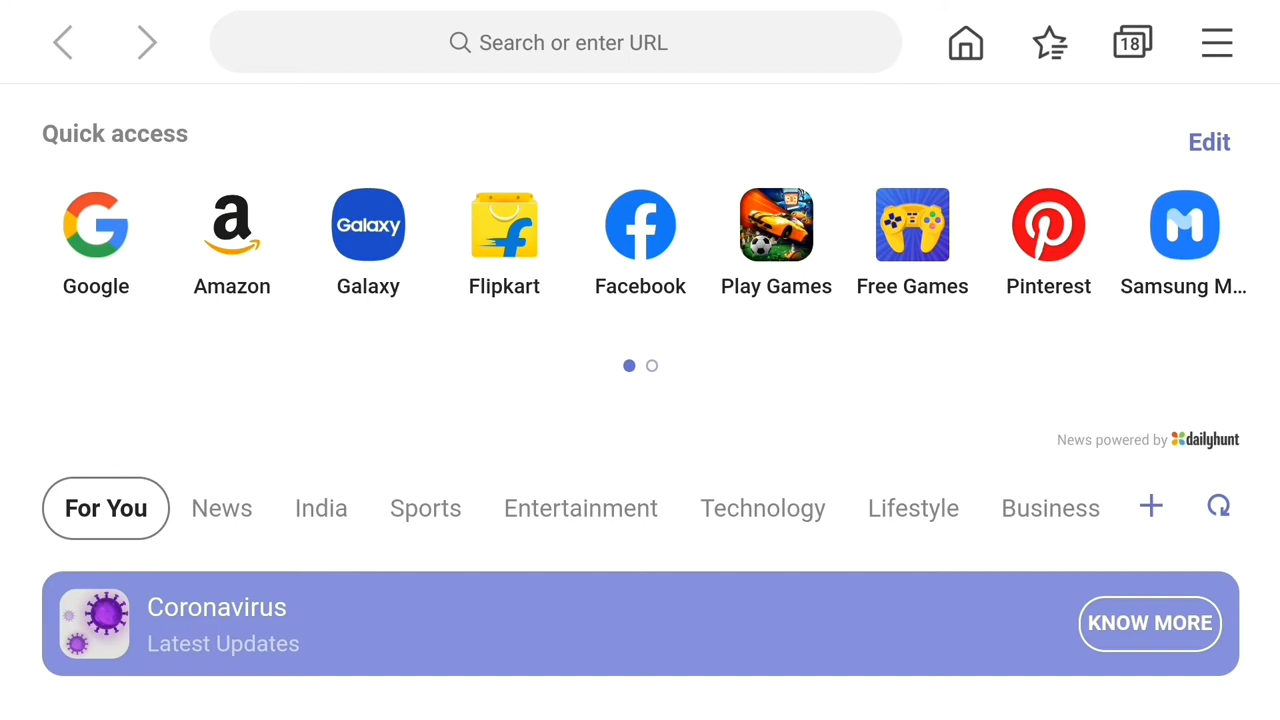 Search or enter URL
18
Quick access
Edit
Galaxy
Google
Amazon
Galaxy
Flipkart
Facebook
Play Games
Free Games
Pinterest
Samsung M...
News powered by dailyhunt
For You
News
India
Sports
Entertainment
Technology
Lifestyle
Business
Coronavirus
Latest Updates
KNOW MORE